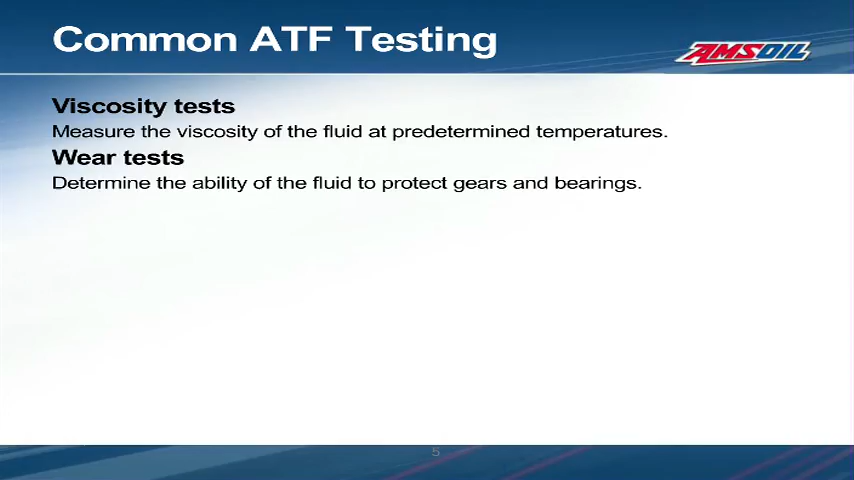 Common ATF Testing
AMSOIL
Viscosity tests
Measure the viscosity of the fluid at predetermined temperatures.
Wear tests
Determine the ability of the fluid to protect gears and bearings.
5